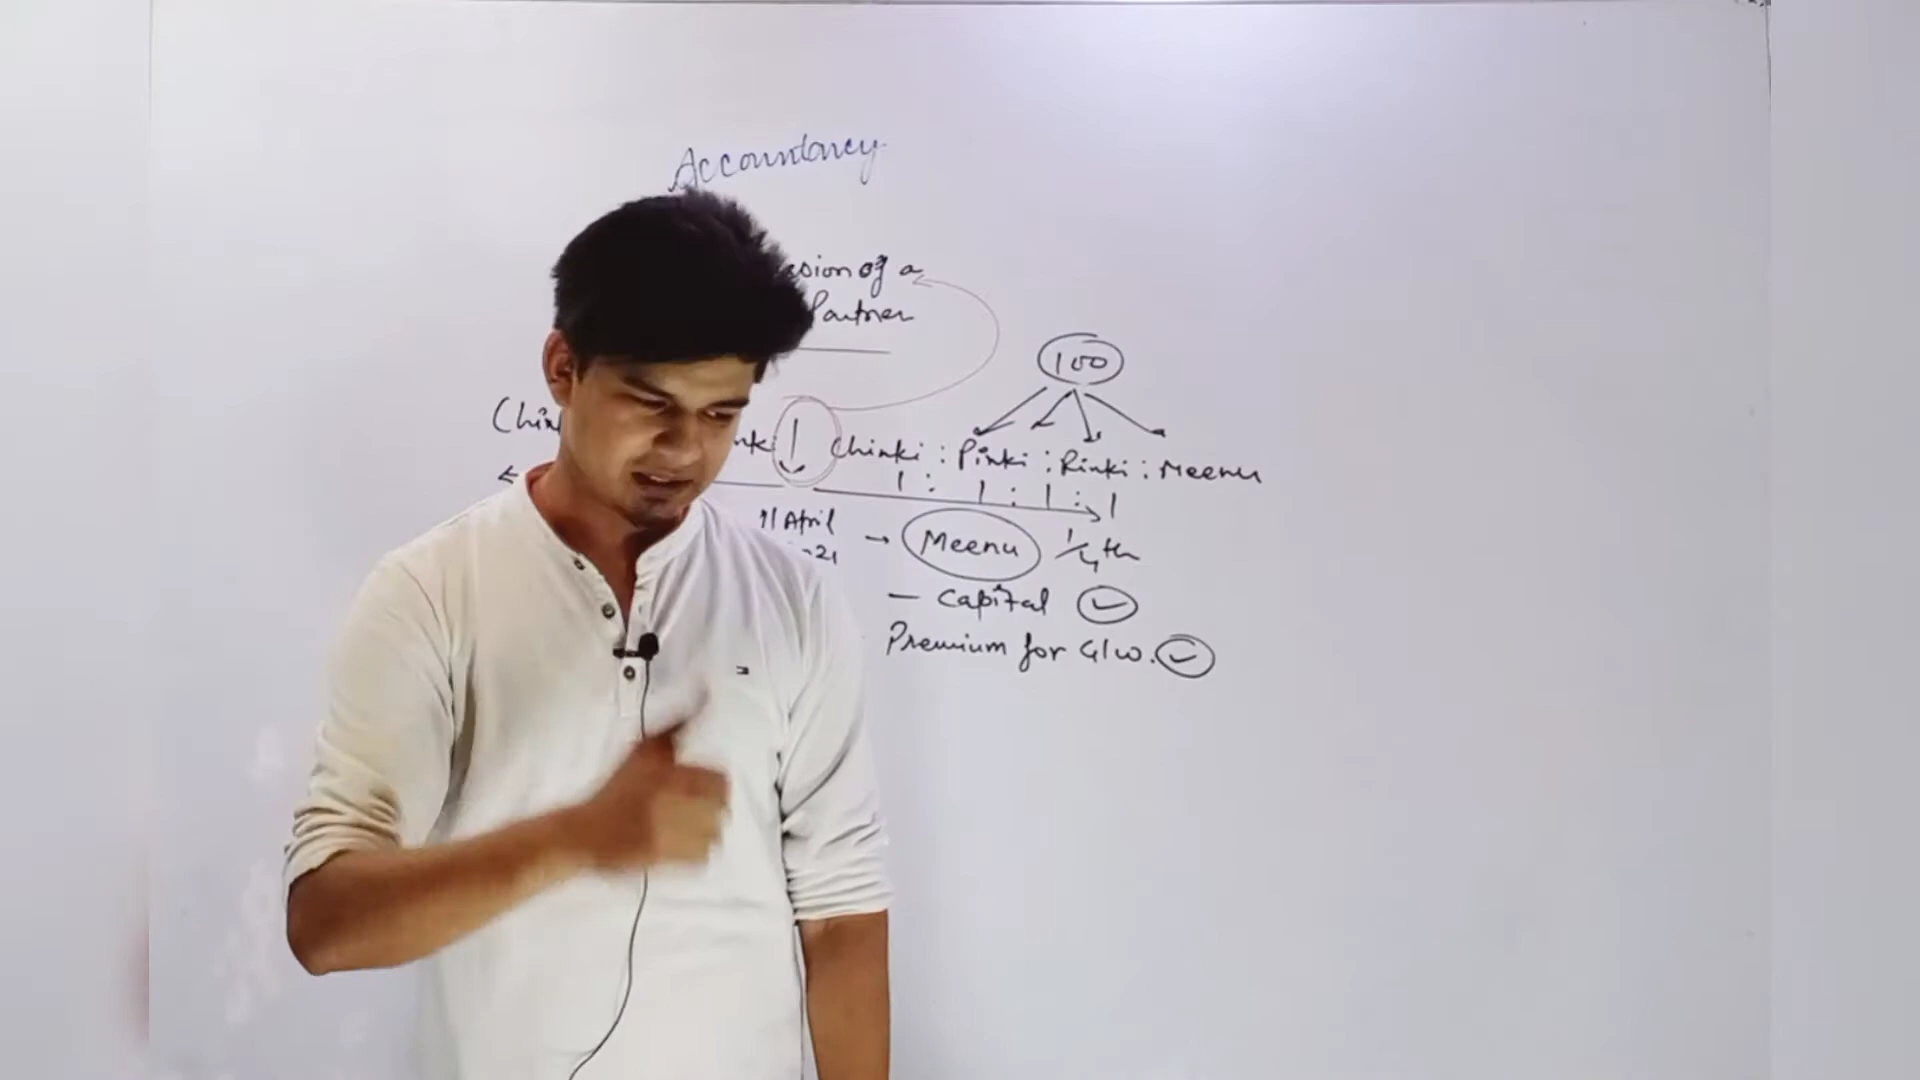 Accountancy
of a
Partner
100
Chinki : Pinki : Rinki : Meenu
1 : 1 : 1 : 1
1 April → Meenu 1/4th
- Capital
Premium for G/w.